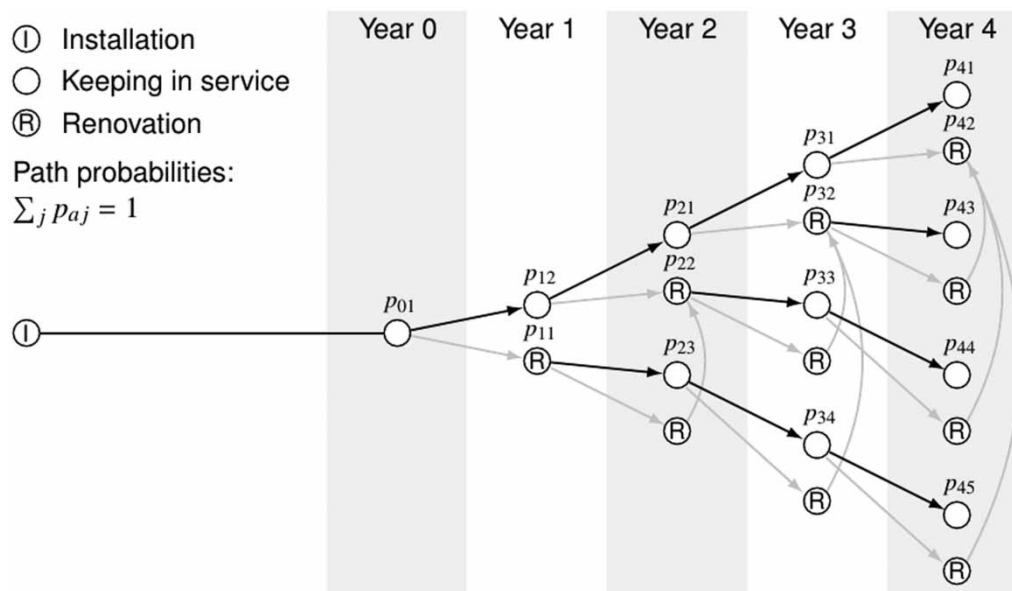 Year 0 Year 1 Year 2 Year 3 Year 4
I Installation
Keeping in service
R Renovation
Path probabilities:
∑j paj = 1
p41
p42
p31
p32
R
p21
R
p43
p22
p12
R
p33
R
p01
I
p11
R
p23
R
p44
R
R
p34
R
p45
R